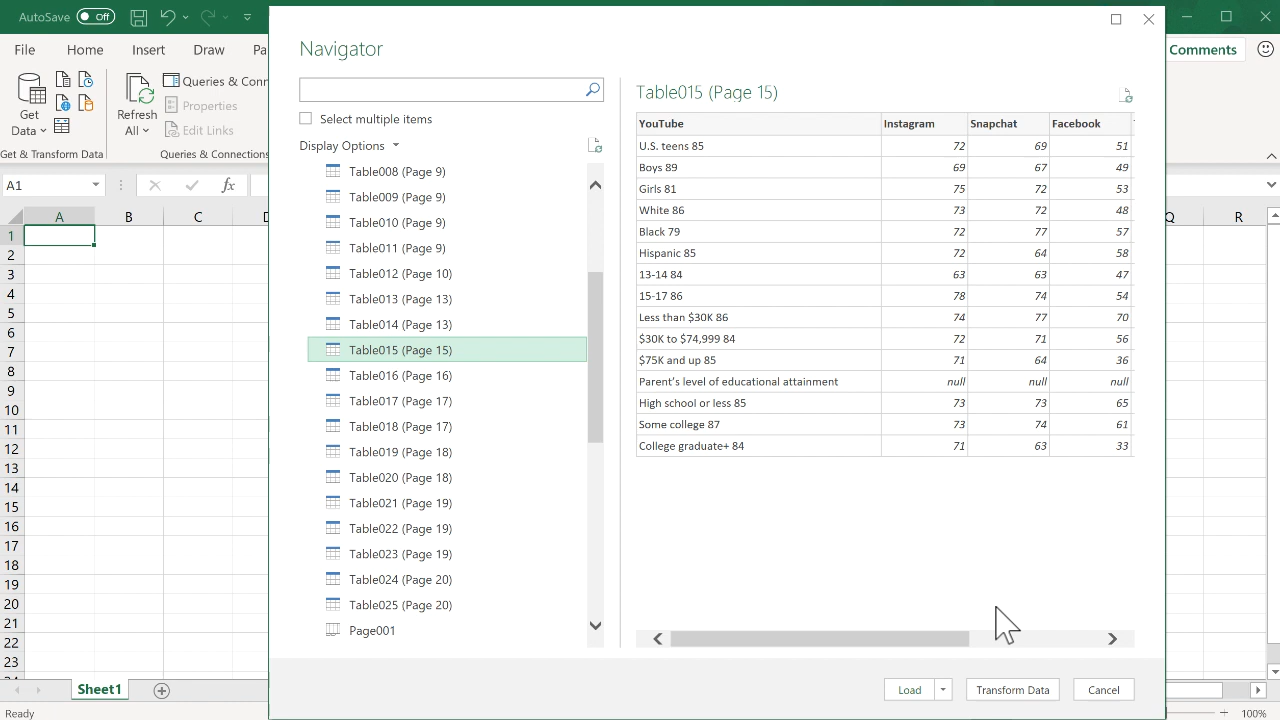 AutoSave Off
File Home Insert Draw Pa
Comments
Get
Data
Refresh
All
Queries & Conn
Properties
Edit Links
Get & Transform Data
Queries & Connections
A1
fx
A B C D Q R
1
2
3
4
5
6
7
8
9
10
11
12
13
14
15
16
17
18
19
20
21
22
23
Sheet1
Ready
100%
Navigator
Select multiple items
Display Options
Table008 (Page 9)
Table009 (Page 9)
Table010 (Page 9)
Table011 (Page 9)
Table012 (Page 10)
Table013 (Page 13)
Table014 (Page 13)
Table015 (Page 15)
Table016 (Page 16)
Table017 (Page 17)
Table018 (Page 17)
Table019 (Page 18)
Table020 (Page 18)
Table021 (Page 19)
Table022 (Page 19)
Table023 (Page 19)
Table024 (Page 20)
Table025 (Page 20)
Page001
Table015 (Page 15)
YouTube Instagram Snapchat Facebook
U.S. teens 85 72 69 51
Boys 89 69 67 49
Girls 81 75 72 53
White 86 73 72 48
Black 79 72 77 57
Hispanic 85 72 64 58
13-14 84 63 63 47
15-17 86 78 74 54
Less than $30K 86 74 77 70
$30K to $74,999 84 72 71 56
$75K and up 85 71 64 36
Parent's level of educational attainment null null null
High school or less 85 73 73 65
Some college 87 73 74 61
College graduate+ 84 71 63 33
Load Transform Data Cancel